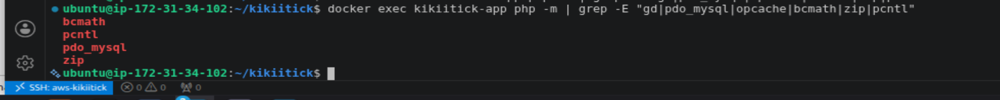 ubuntu@ip-172-31-34-102:~/kikiitick$ docker exec kikiitick-app php -m | grep -E "gd|pdo_mysql|opcache|bcmath|zip|pcntl"
bcmath
pcntl
pdo_mysql
zip
ubuntu@ip-172-31-34-102:~/kikiitick$
SSH: aws-kikiitick 0 0 0